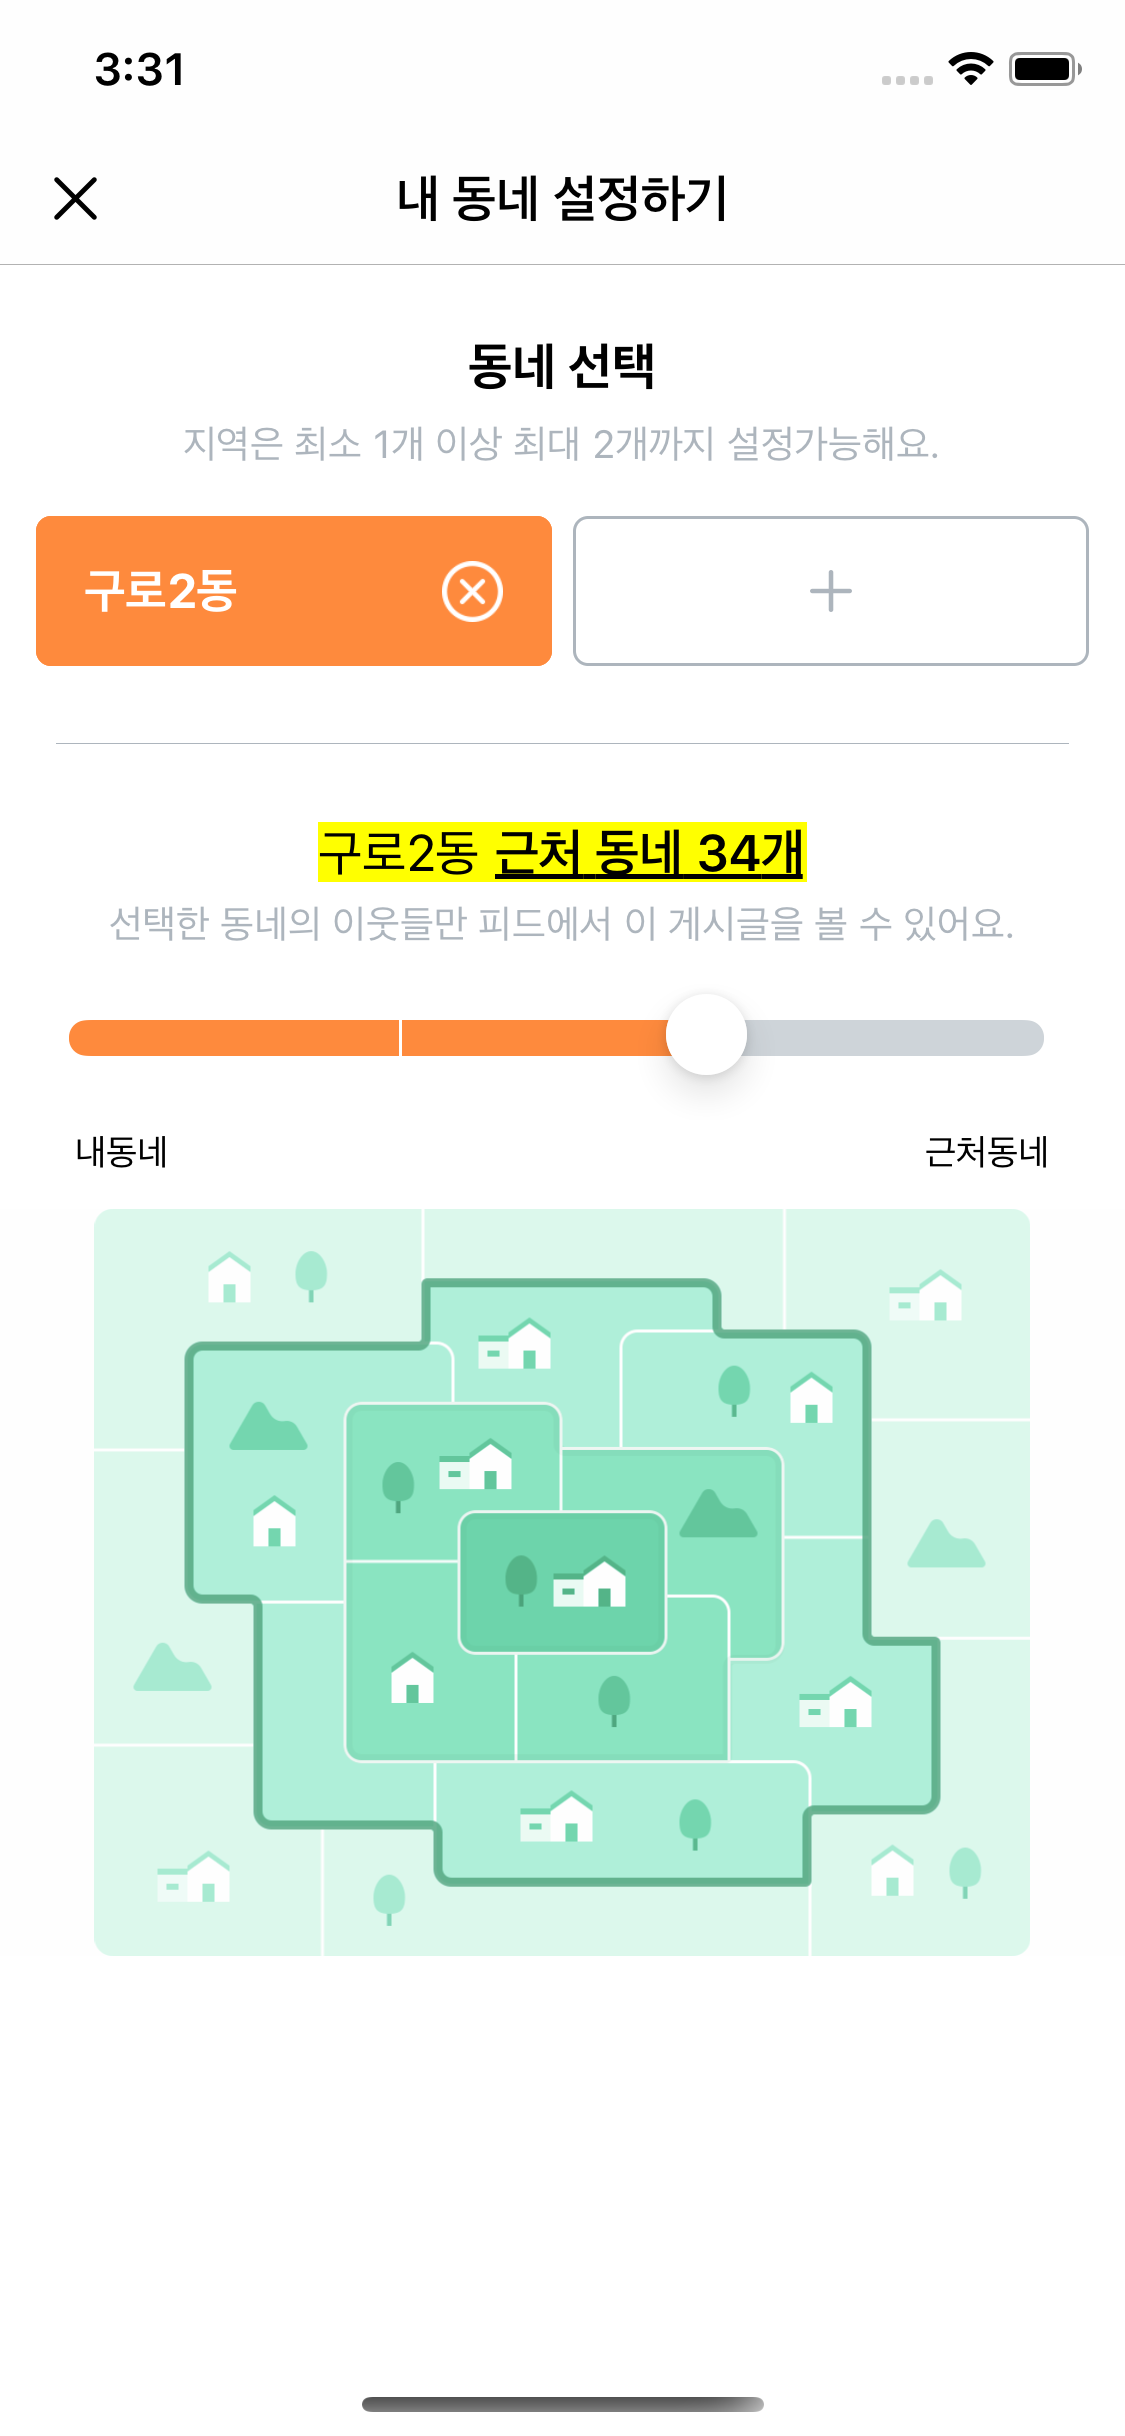 3:31
내 동네 설정하기
동네 선택
지역은 최소 1개 이상 최대 2개까지 설정가능해요.
구로2동
구로2동 근처 동네 34개
선택한 동네의 이웃들만 피드에서 이 게시글을 볼 수 있어요.
내동네 근처동네